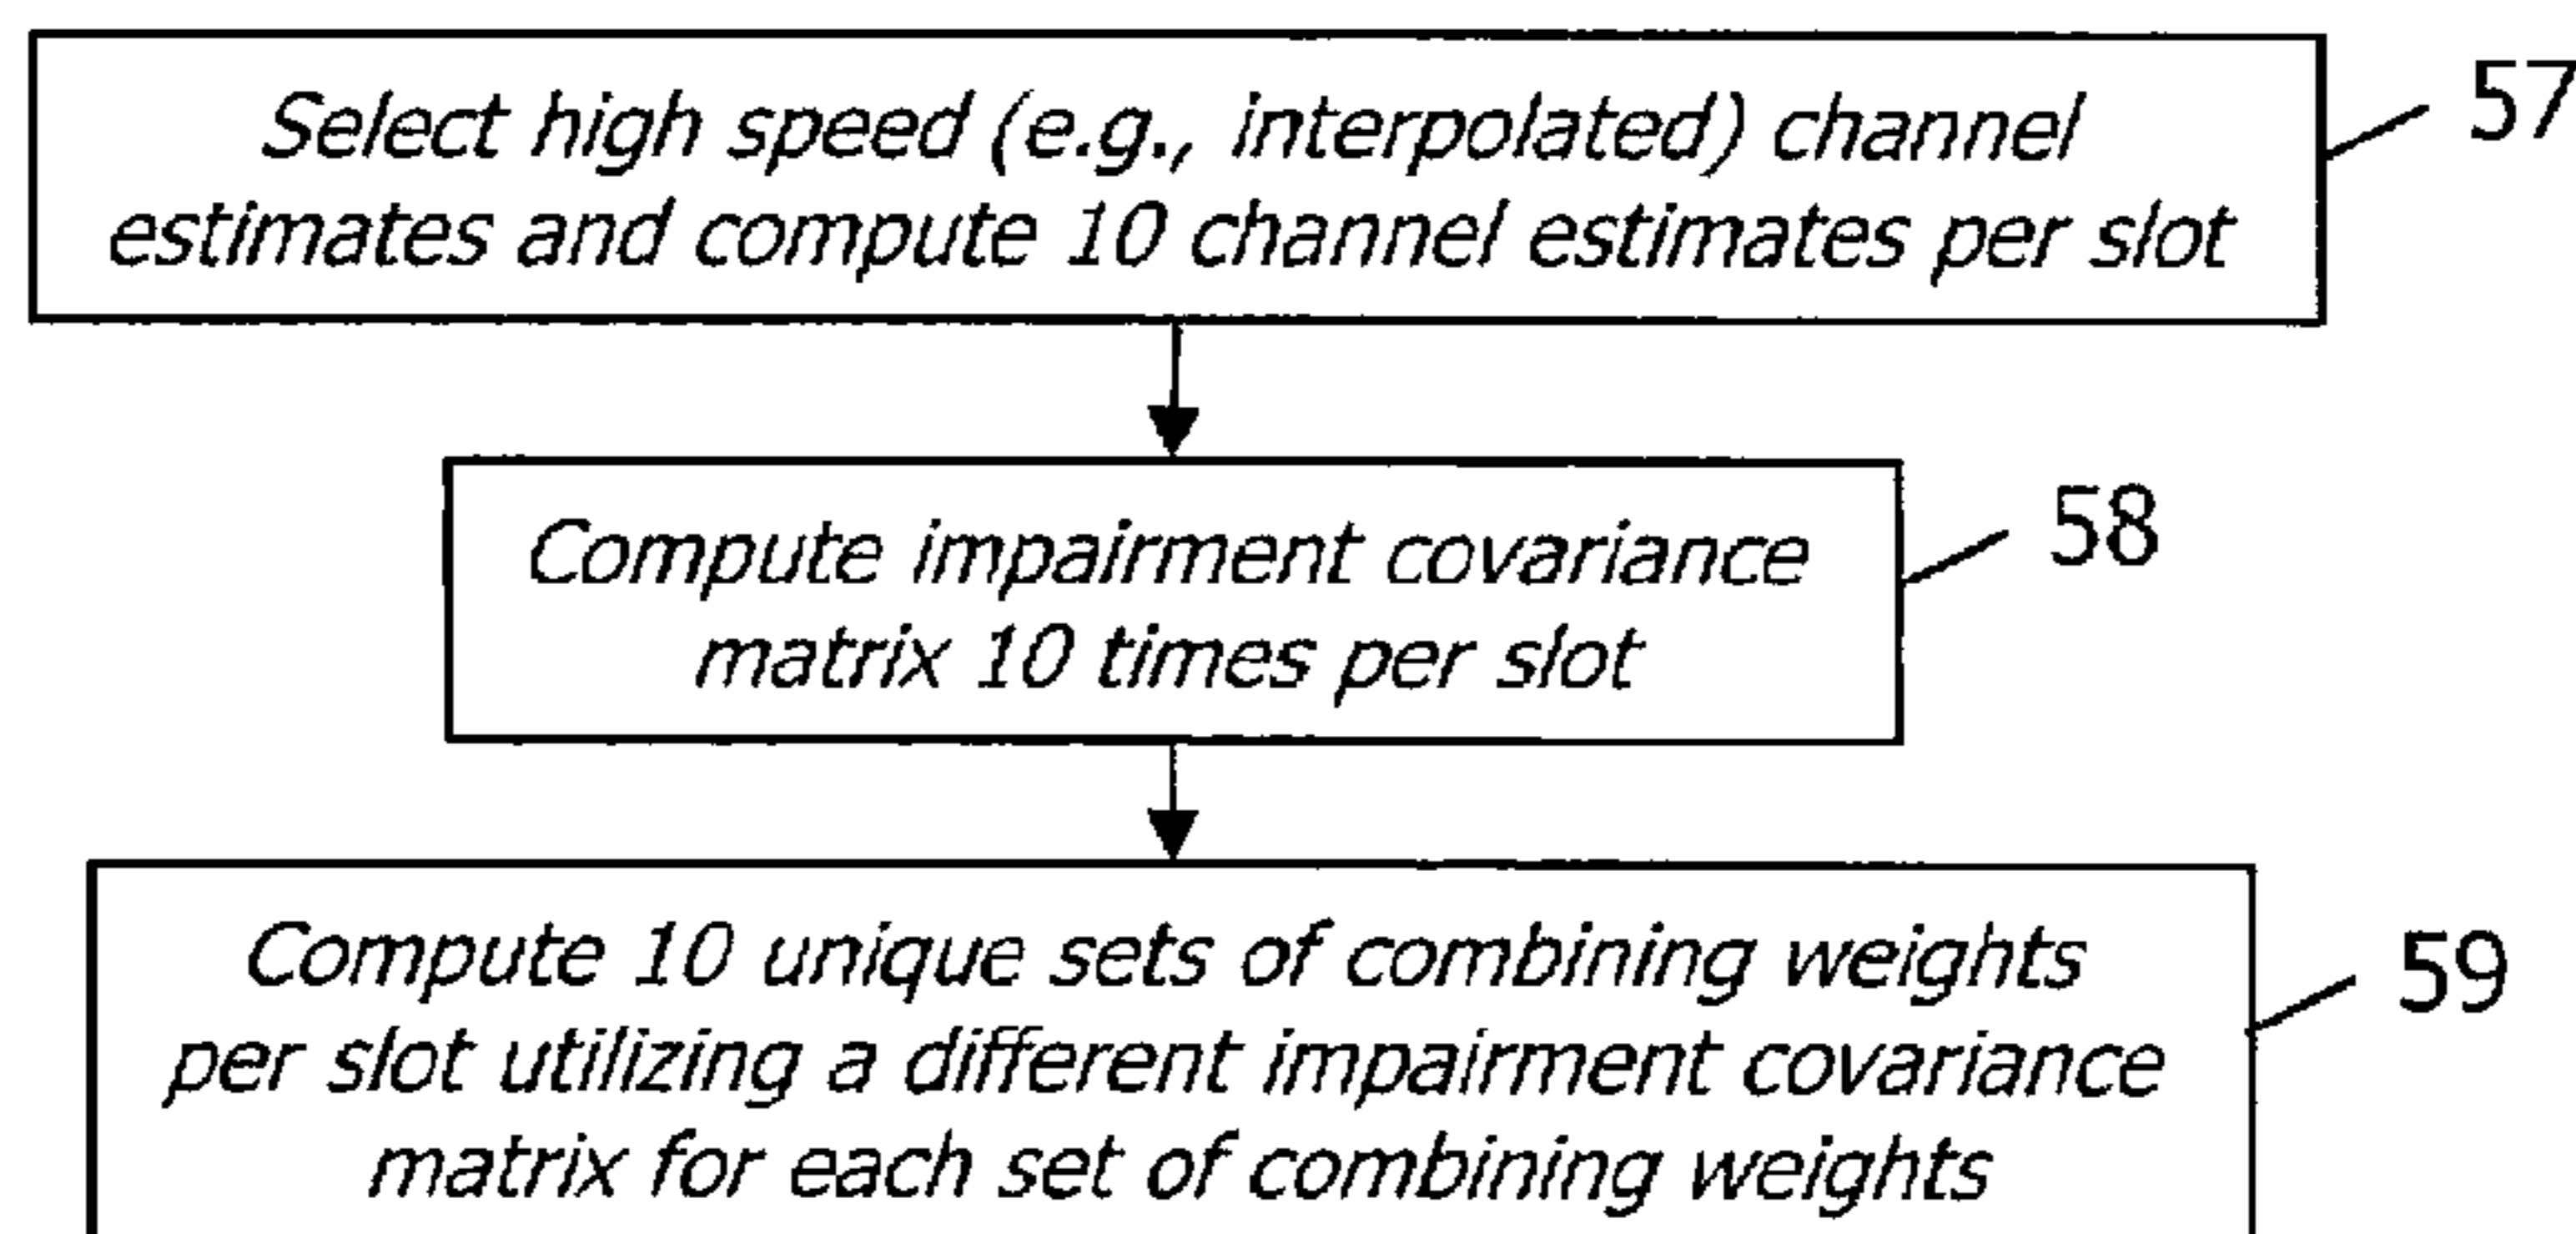 Select high speed (e.g., interpolated) channel
estimates and compute 10 channel estimates per slot
57
Compute impairment covariance
matrix 10 times per slot
58
Compute 10 unique sets of combining weights
per slot utilizing a different impairment covariance
matrix for each set of combining weights
59